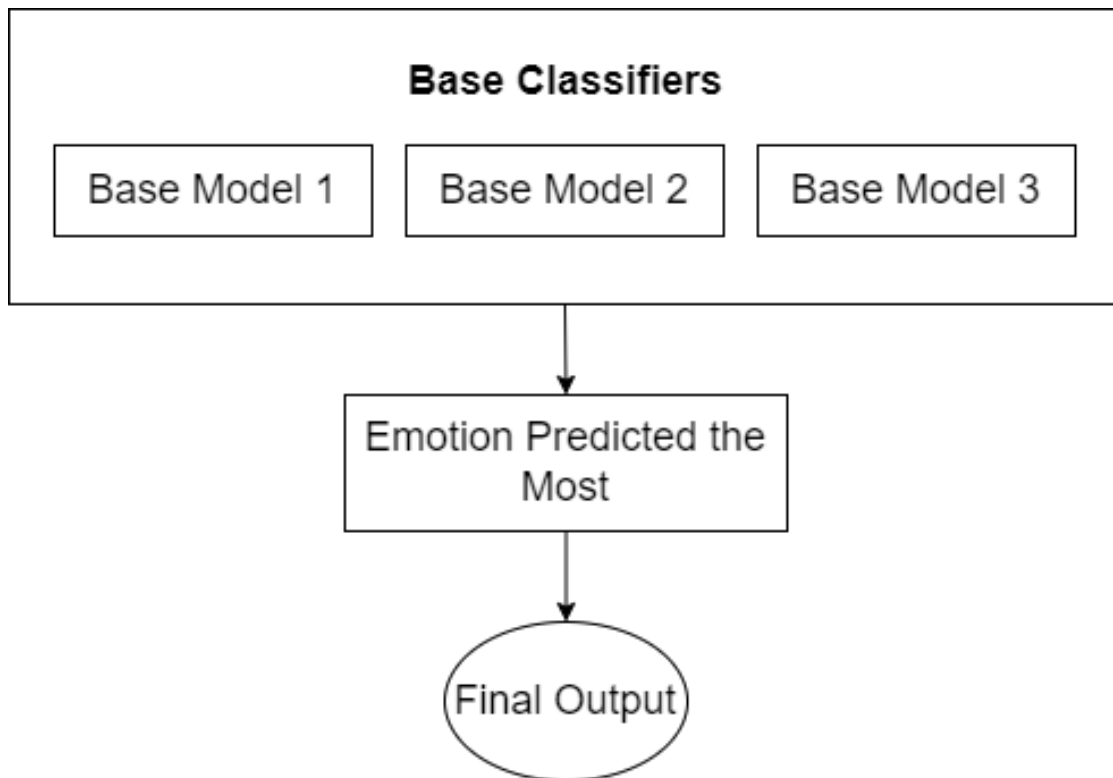 Base Classifiers
Base Model 1
Base Model 2
Base Model 3
Emotion Predicted the
Most
Final Output